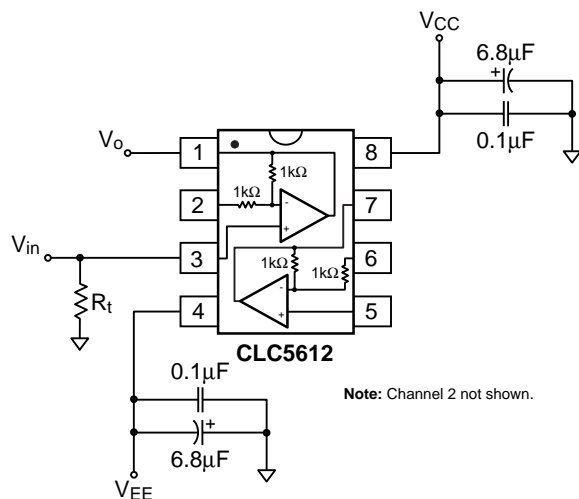 VCC
6.8µF
+
0.1µF
Vo
1
8
1kΩ
1kΩ
-
+
2
7
Vin
3
6
1kΩ
1kΩ
-
+
Rt
4
5
CLC5612
0.1µF
+
6.8µF
VEE
Note: Channel 2 not shown.